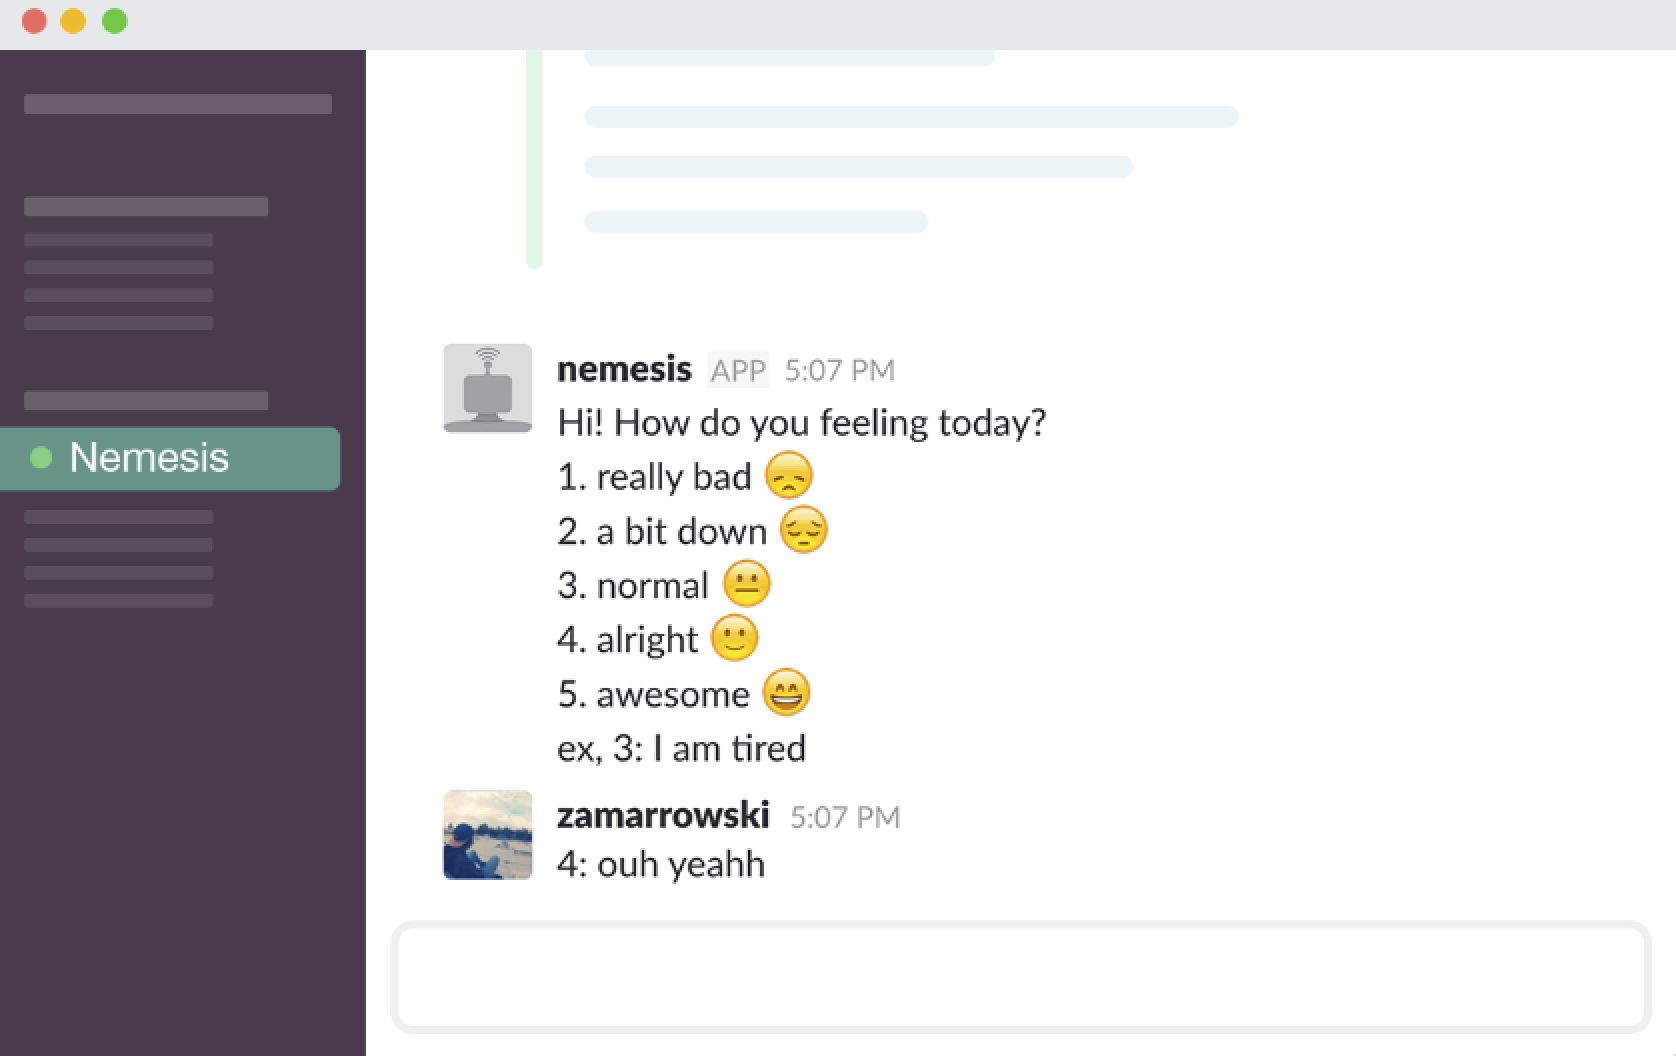 Nemesis
nemesis APP 5:07 PM
Hi! How do you feeling today?
1. really bad 😞
2. a bit down 😔
3. normal 😐
4. alright 🙂
5. awesome 😄
ex, 3: I am tired
zamarrowski 5:07 PM
4: ouh yeahh